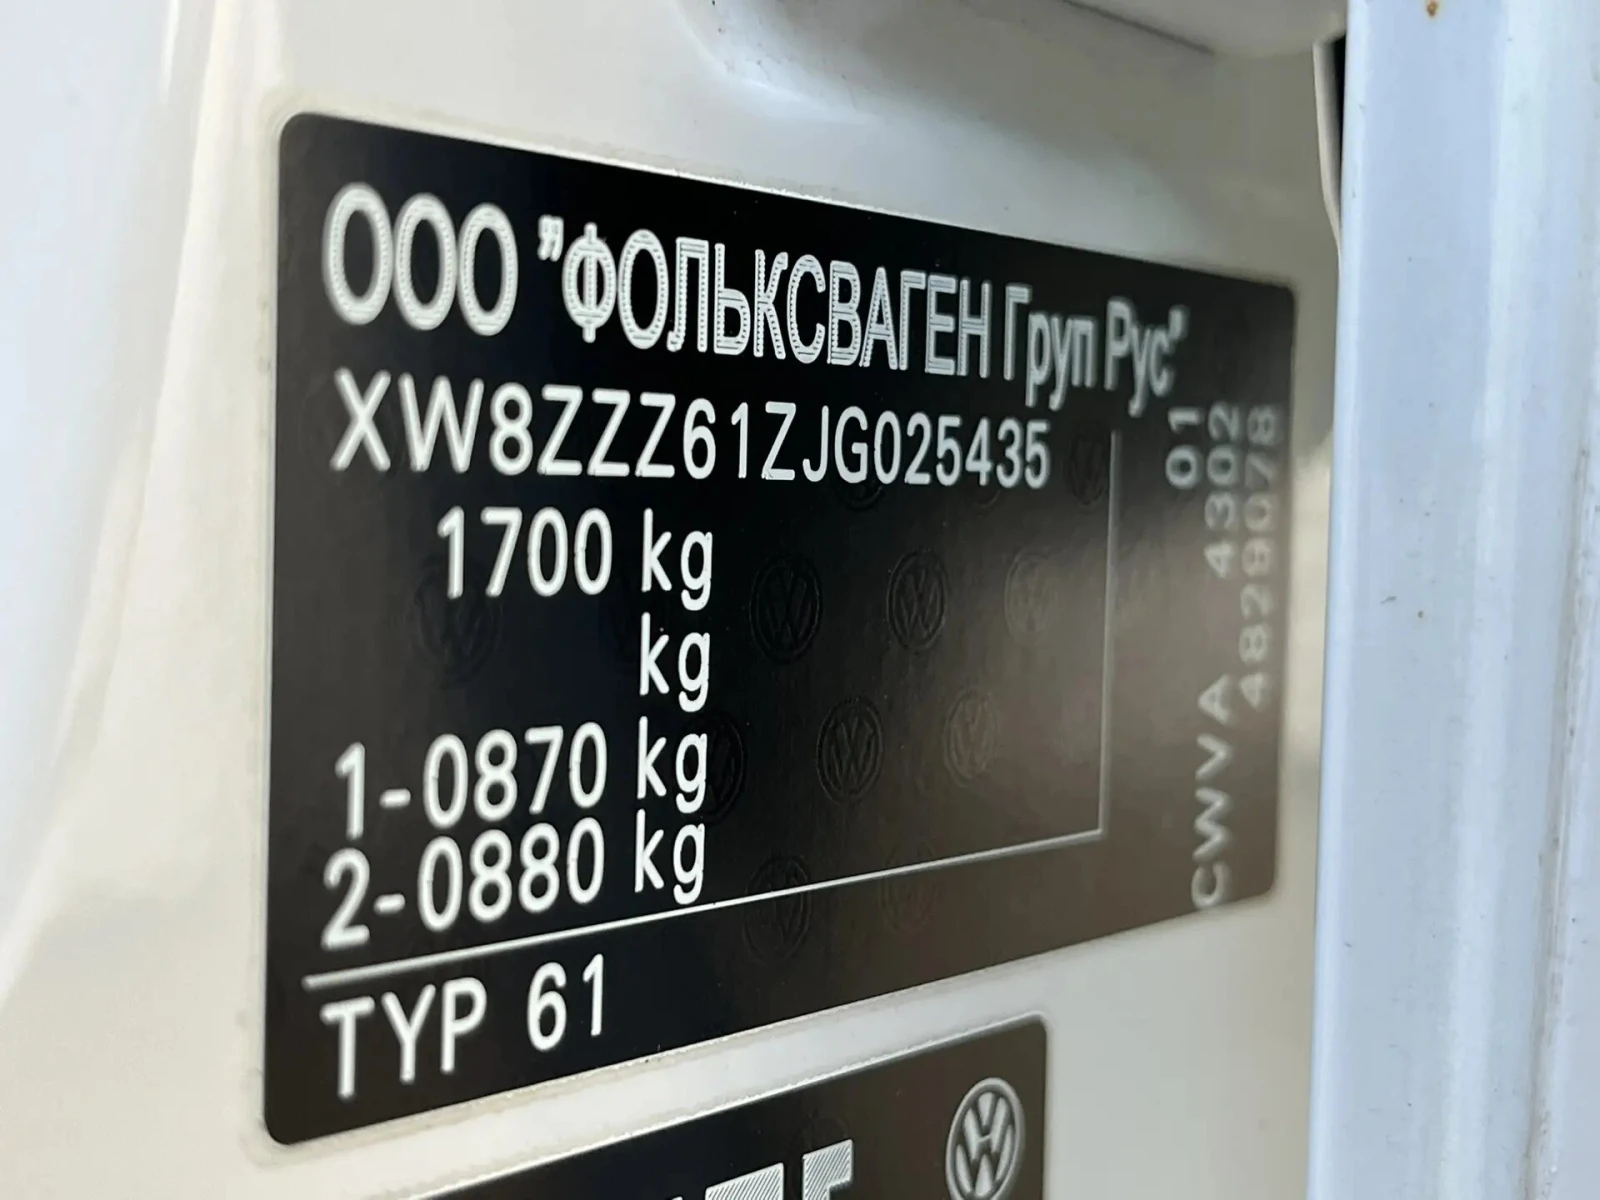 ООО "ФОЛЬКСВАГЕН Груп Рус"
XW8ZZZ61ZJG025435
1700 kg
kg
1-0870 kg
2-0880 kg
TYP 61
01
CWVA 4302
4829078